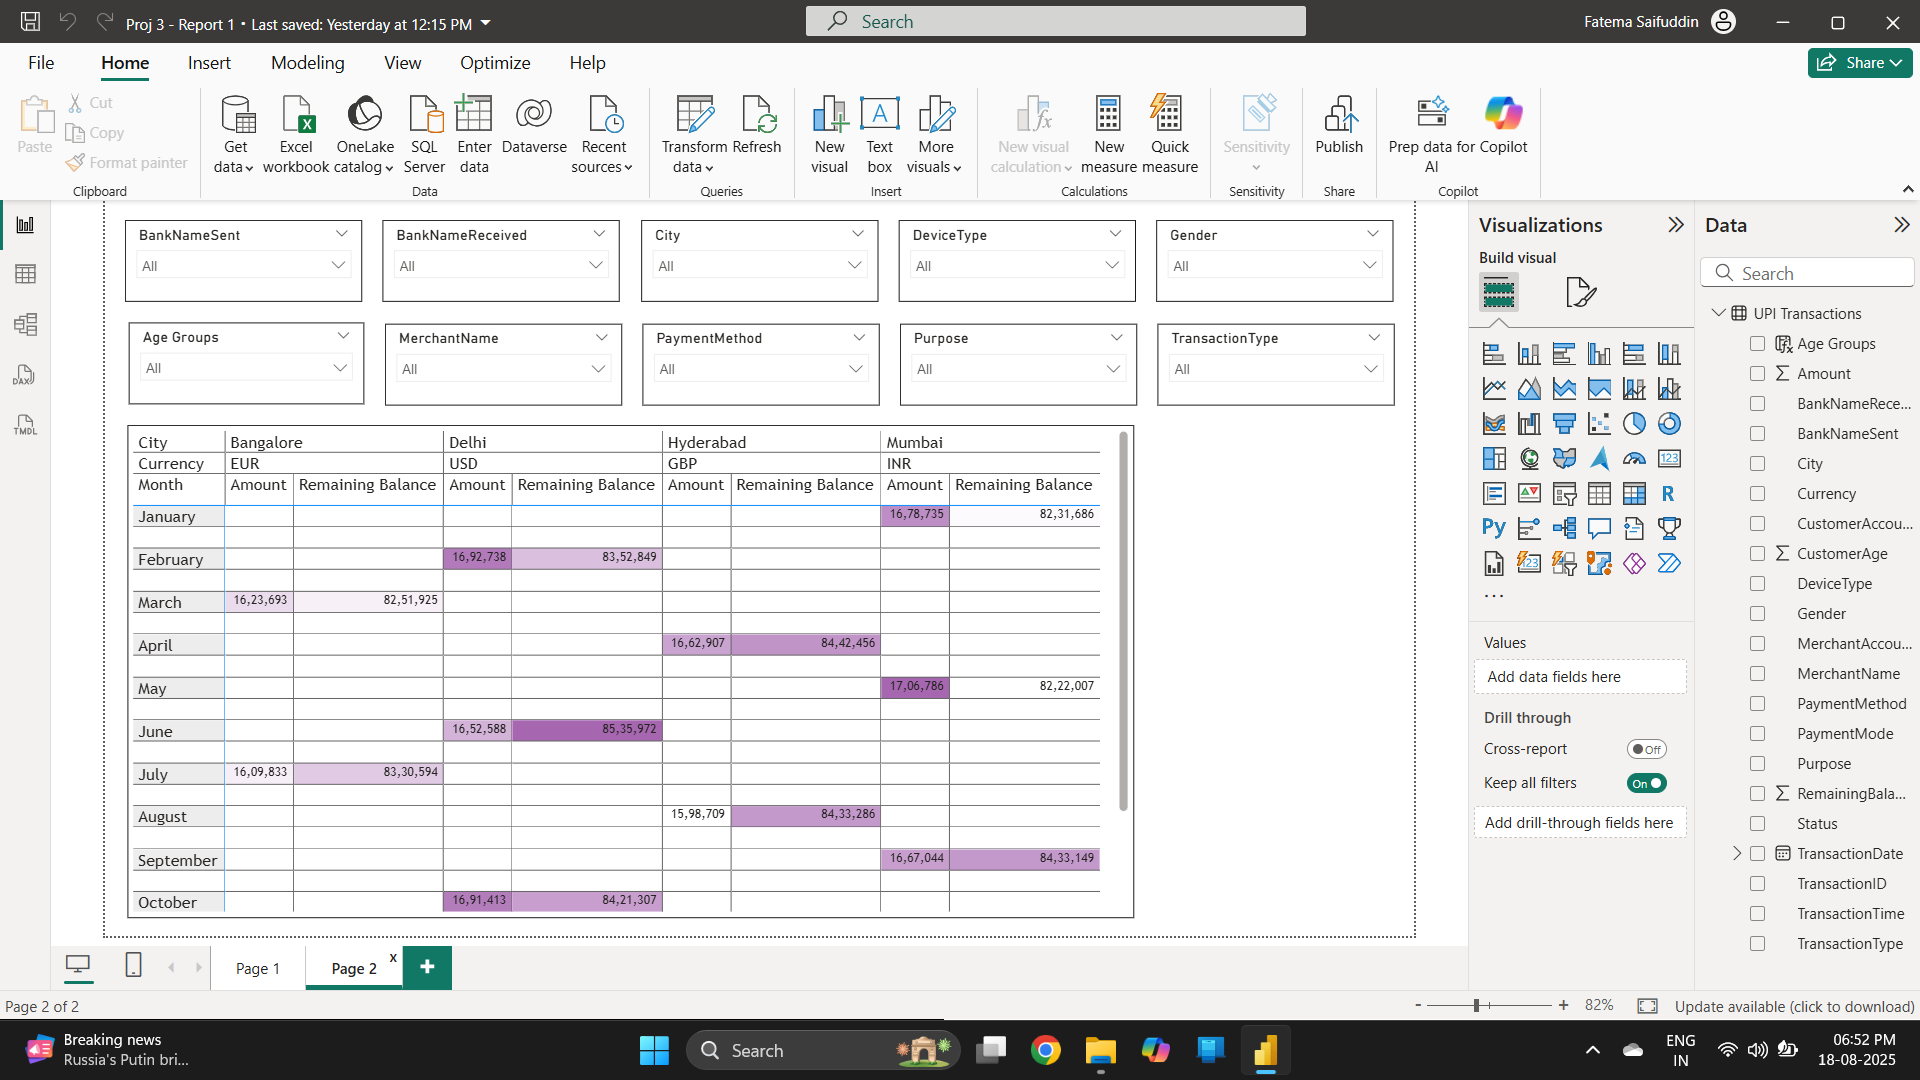 Proj 3 - Report 1 • Last saved: Yesterday at 12:15 PM
Search
Fatema Saifuddin
File
Home
Insert
Modeling
View
Optimize
Help
Share
Paste
Cut
Copy
Format painter
Clipboard
Get data
Excel workbook
OneLake catalog
SQL Server
Enter data
Dataverse
Recent sources
Data
Transform data
Refresh
Queries
New visual
Text box
More visuals
Insert
New visual calculation
New measure
Quick measure
Calculations
Sensitivity
Sensitivity
Publish
Share
Prep data for AI
Copilot
Copilot
BankNameSent
All
BankNameReceived
All
City
All
DeviceType
All
Gender
All
Age Groups
All
MerchantName
All
PaymentMethod
All
Purpose
All
TransactionType
All
City Bangalore Delhi Hyderabad Mumbai
Currency EUR USD GBP INR
Month Amount Remaining Balance Amount Remaining Balance Amount Remaining Balance Amount Remaining Balance
January 16,78,735 82,31,686
February 16,92,738 83,52,849
March 16,23,693 82,51,925
April 16,62,907 84,42,456
May 17,06,786 82,22,007
June 16,52,588 85,35,972
July 16,09,833 83,30,594
August 15,98,709 84,33,286
September 16,67,044 84,33,149
October 16,91,413 84,21,307
Visualizations
Build visual
123
R
Py
123
...
Values
Add data fields here
Drill through
Cross-report Off
Keep all filters On
Add drill-through fields here
Data
Search
UPI Transactions
Age Groups
Amount
BankNameRece...
BankNameSent
City
Currency
CustomerAccou...
CustomerAge
DeviceType
Gender
MerchantAccou...
MerchantName
PaymentMethod
PaymentMode
Purpose
RemainingBala...
Status
TransactionDate
TransactionID
TransactionTime
TransactionType
DAX
TMDL
Page 1
Page 2
x
+
Page 2 of 2
- + 82%
Update available (click to download)
Breaking news
Russia's Putin bri...
Search
ENG
IN
06:52 PM
18-08-2025